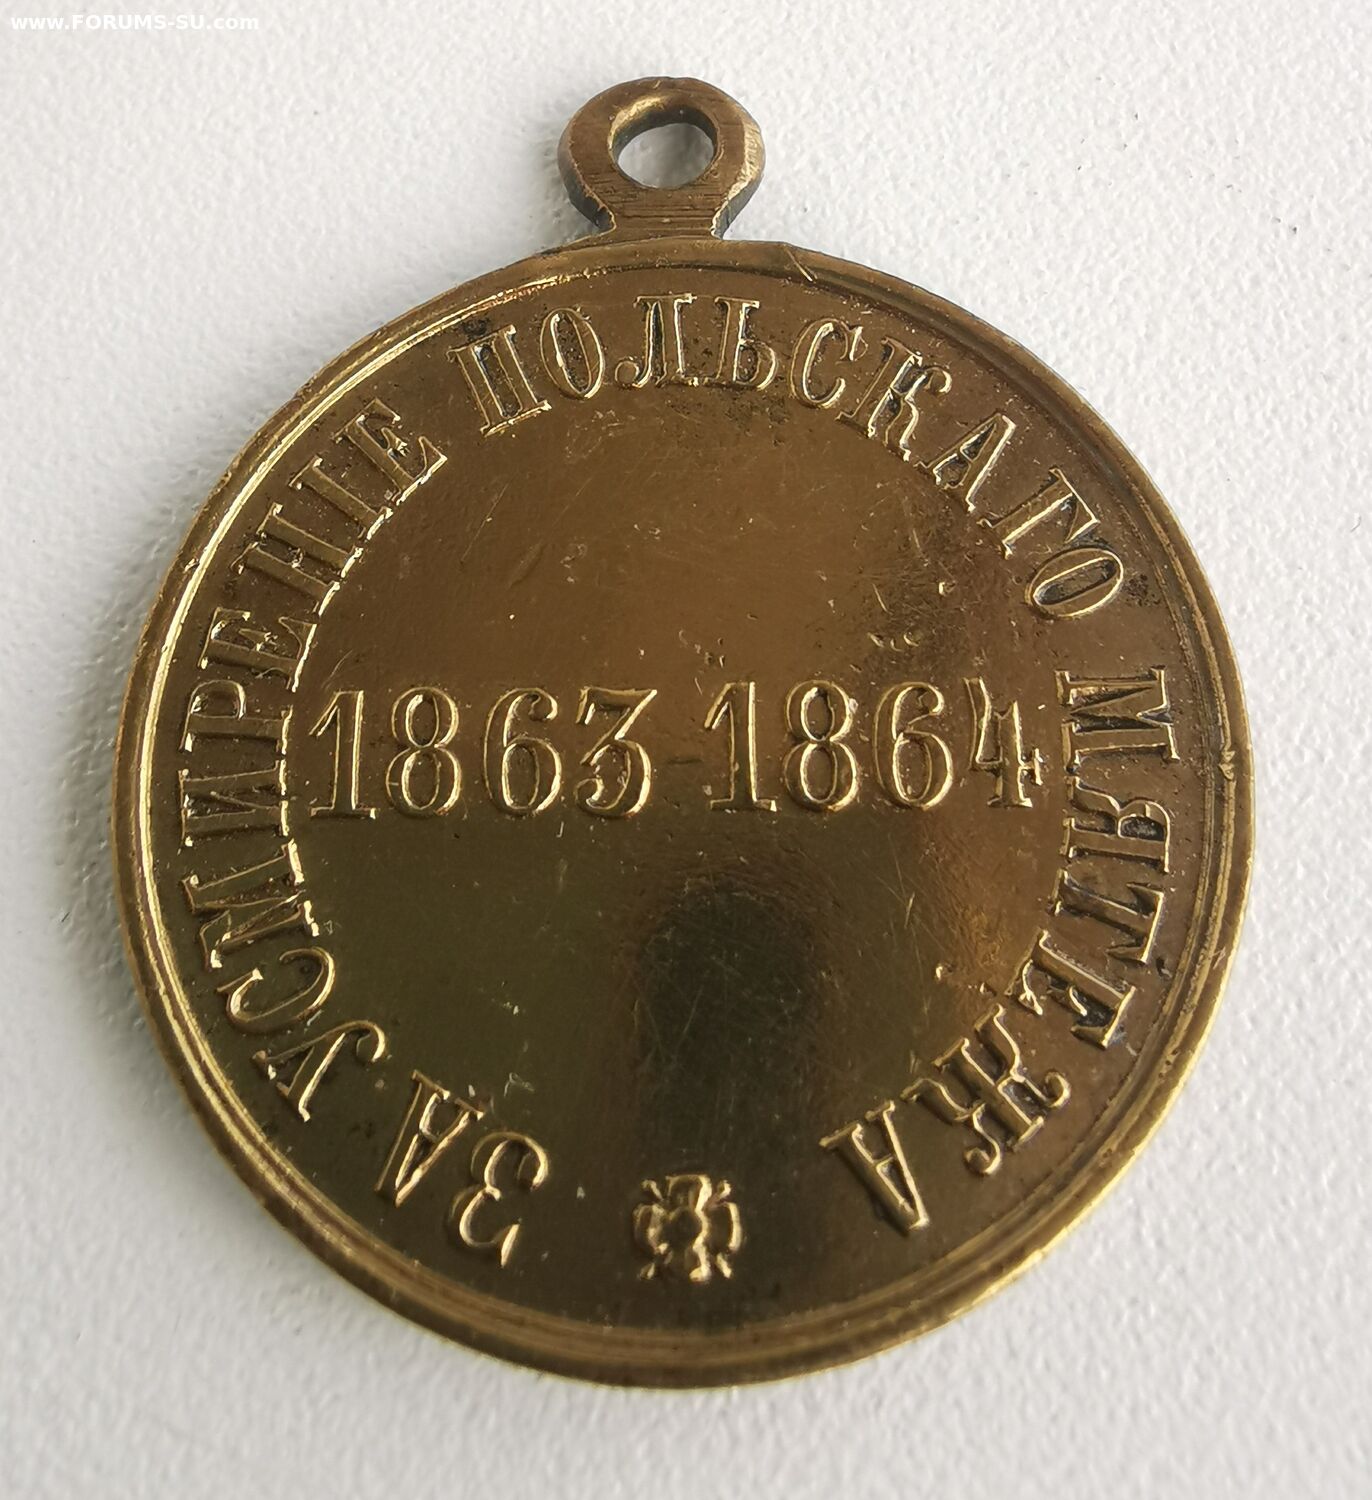 www.FORUMS-SU.com
ЗА УСМИРЕНІЕ ПОЛЬСКАГО МЯТЕЖА
1863-1864